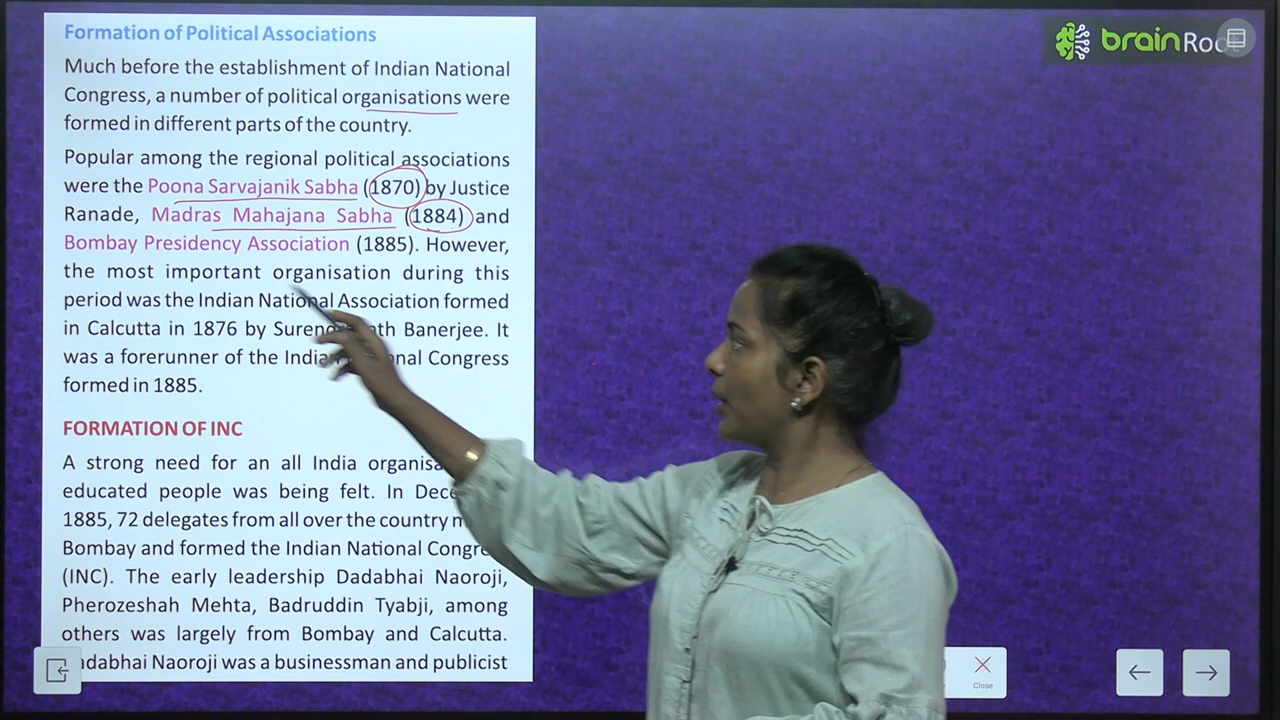 Formation of Political Associations
Much before the establishment of Indian National
Congress, a number of political organisations were
formed in different parts of the country.
Popular among the regional political associations
were the Poona Sarvajanik Sabha (1870) by Justice
Ranade, Madras Mahajana Sabha (1884) and
Bombay Presidency Association (1885). However,
the most important organisation during this
period was the Indian National Association formed
in Calcutta in 1876 by Banerjee. It
was a forerunner of the Congress
formed in 1885.
FORMATION OF INC
A strong need for an all India
educated people was being felt. In
1885, 72 delegates from all over the country
Bombay and formed the Indian National
(INC). The early leadership Dadabhai Naoroji,
Pherozeshah Mehta, Badruddin Tyabji, among
others was largely from Bombay and Calcutta.
Naoroji was a businessman and publicist
brain
Close